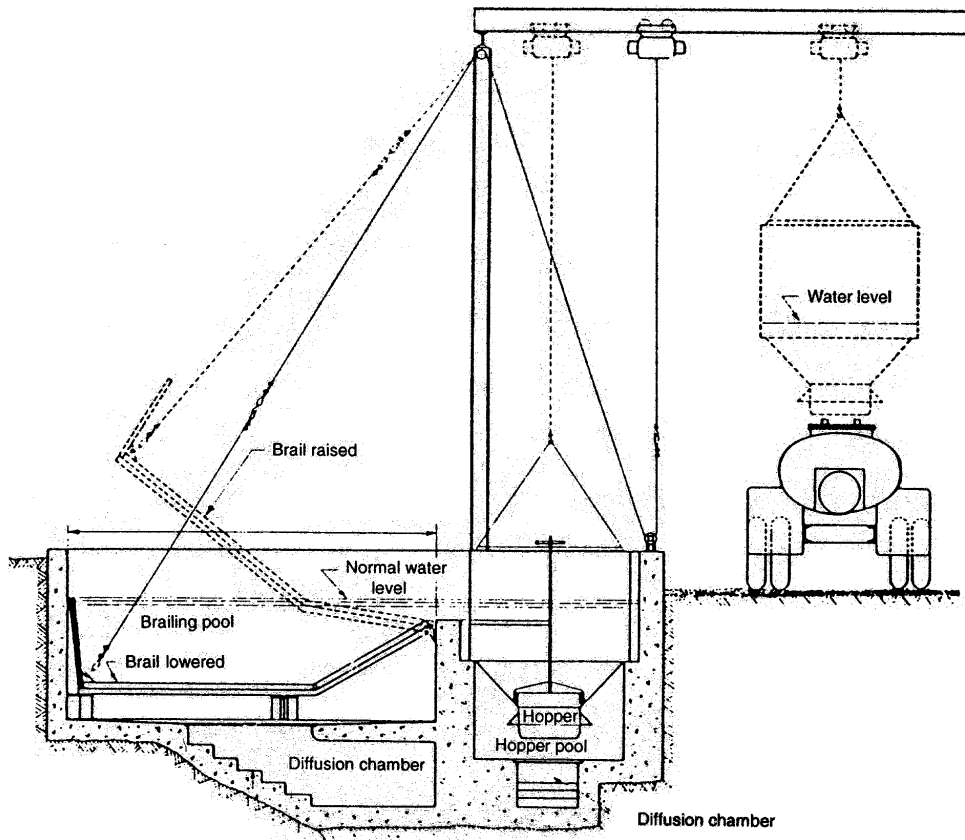 Water level
Brail raised
Normal water
level
Brailing pool
Brail lowered
Hopper
Hopper pool
Diffusion chamber
Diffusion chamber